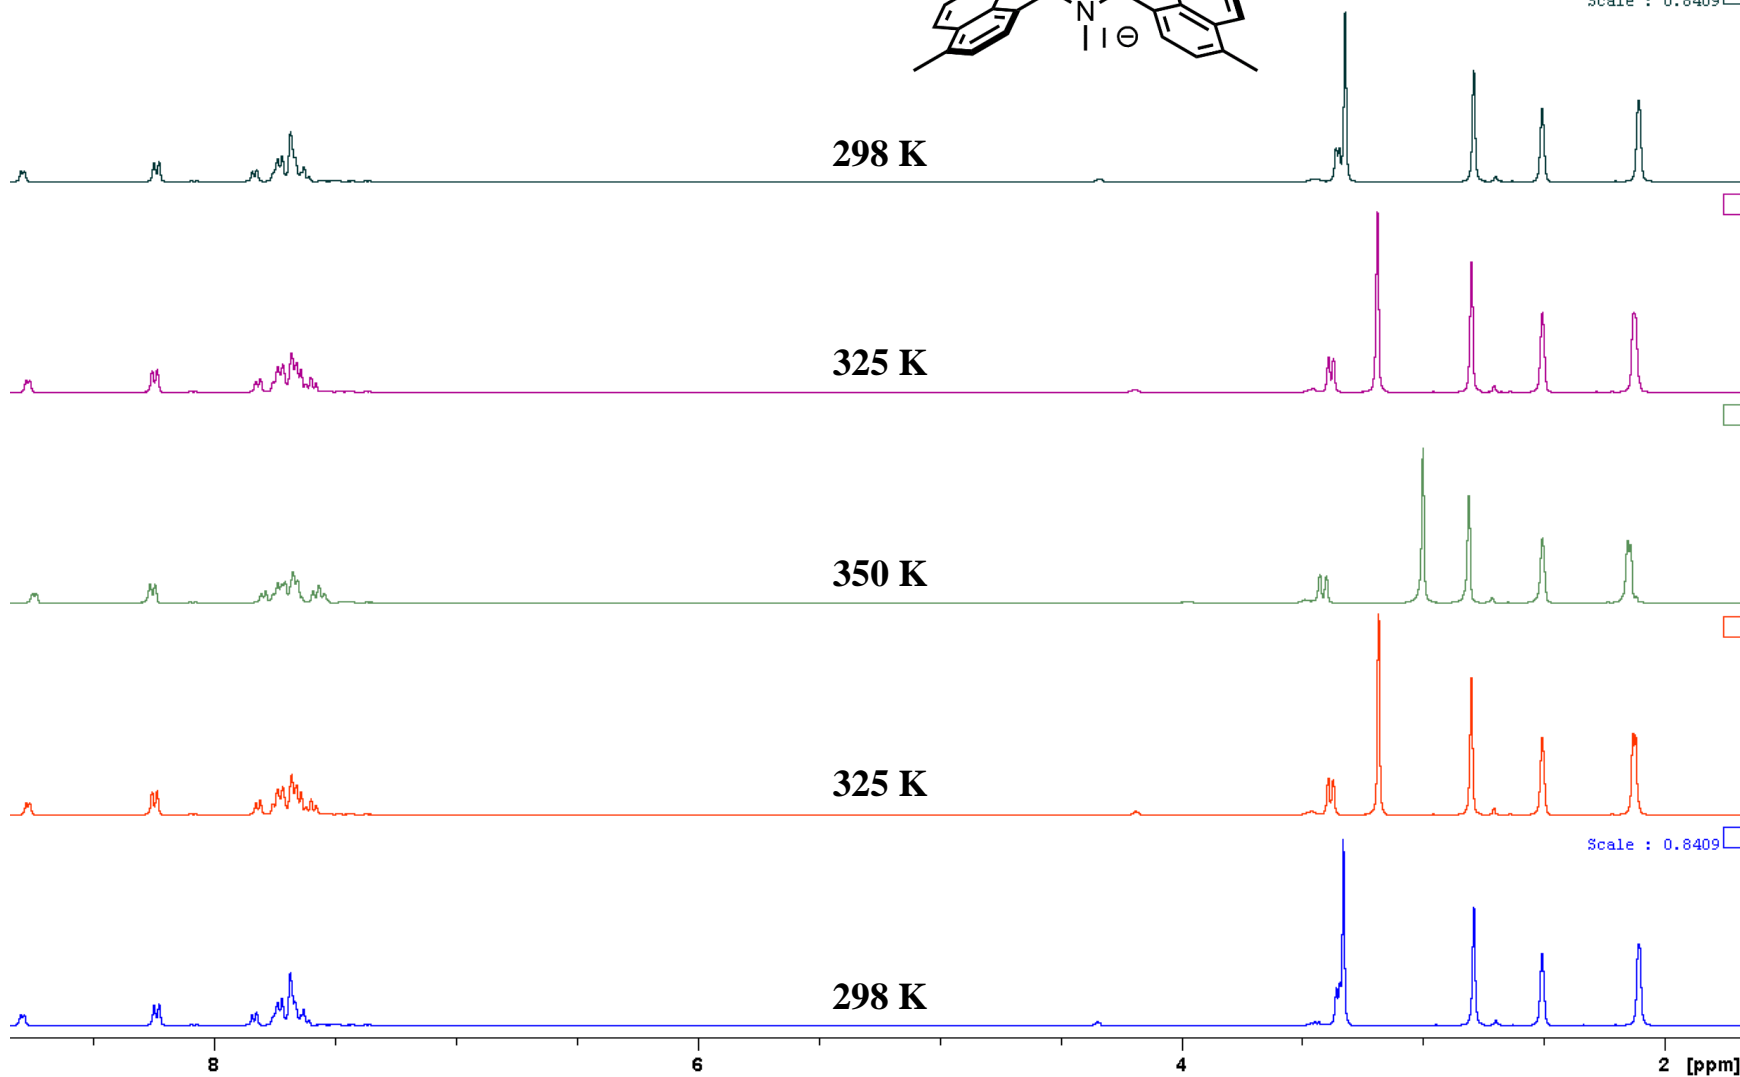 Scale : 0.8409
N
I ⊖
298 K
325 K
350 K
325 K
Scale : 0.8409
298 K
8 6 4 2 [ppm]